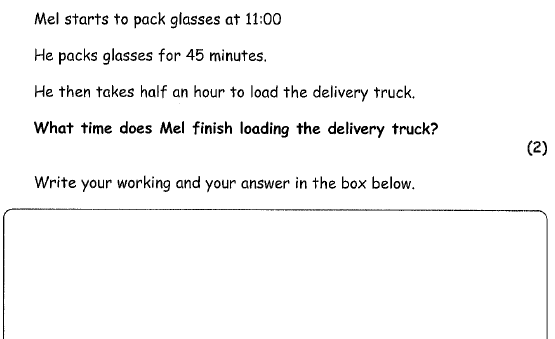 Mel starts to pack glasses at 11:00
He packs glasses for 45 minutes.
He then takes half an hour to load the delivery truck.
What time does Mel finish loading the delivery truck?
(2)
Write your working and your answer in the box below.